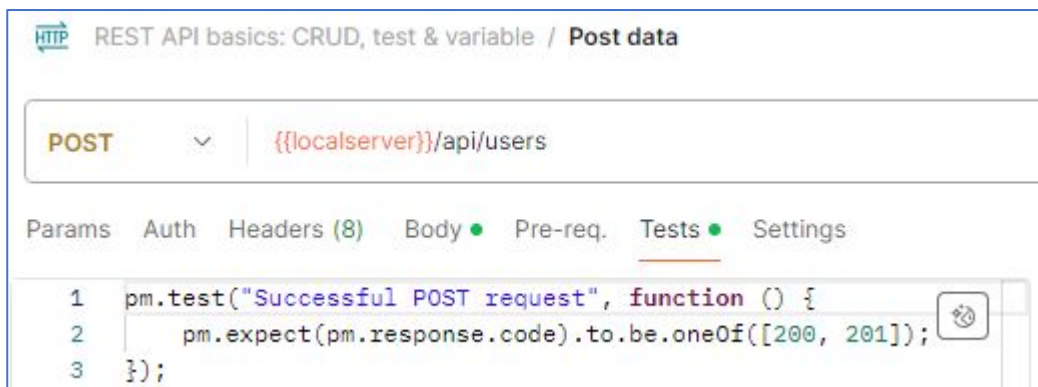 HTTP REST API basics: CRUD, test & variable / Post data
POST {{localserver}}/api/users
Params Auth Headers (8) Body Pre-req. Tests Settings
1 pm.test("Successful POST request", function () {
2 pm.expect(pm.response.code).to.be.oneOf([200, 201]);
3 });